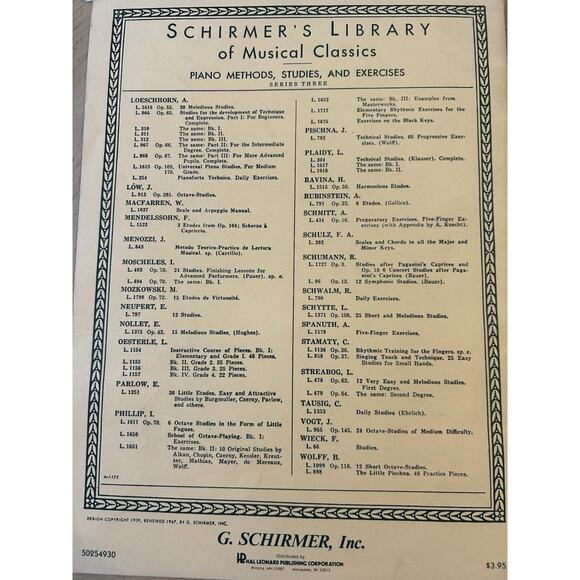 SCHIRMER'S LIBRARY
of Musical Classics
PIANO METHODS, STUDIES, AND EXERCISES
SERIES THREE
LOESCHHORN, A.
L. 1616 Op. 52. 28 Melodious Studies.
L. 966 Op. 65. Studies for the development of Technique
and Expression, Part I: For Beginners.
Complete.
L. 310 The same: Bk. I.
L. 311 The same: Bk. II.
L. 312 The same: Bk. III.
L. 967 Op. 66. The same: Part II: For the Intermediate
Degree. Complete.
L. 968 Op. 67. The same: Part III: For More Advanced
Pupils. Complete.
L. 1615 Op. 169, Universal Piano Studies. For Medium
170. Grade.
L. 254 Pianoforte Technics. Daily Exercises.
LÖW, J.
L. 913 Op. 281. Octave-Studies.
MACFARREN, W.
L. 1037 Scale and Arpeggio Manual.
MENDELSSOHN, F.
L. 1523 3 Etudes from Op. 104; Scherzo à
Capriccio.
MENOZZI, J.
L. 843 Metodo Teorico-Practico de Lectura
Musical. sp. (Carrillo).
MOSCHELES, I.
L. 403 Op. 70. 24 Studies. Finishing Lessons for
Advanced Performers. (Pauer). sp. e.
L. 404 Op. 70. The same. Bk. I.
MOZKOWSKI, M.
L. 1798 Op. 72. 15 Etudes de Virtuosité.
NEUPERT, E.
L. 797 12 Studies.
NOLLET, E.
L. 1375 Op. 43. 15 Melodious Studies, (Hughes).
OESTERLE, L.
L. 1154 Instructive Course of Pieces. Bk. I:
Elementary and Grade I. 48 Pieces.
L. 1155 Bk. II. Grade 2. 35 Pieces.
L. 1156 Bk. III. Grade 3. 25 Pieces.
L. 1157 Bk. IV. Grade 4. 22 Pieces.
PARLOW, E.
L. 1251 30 Little Etudes, Easy and Attractive
Studies by Burgmuller, Czerny, Parlow,
and others.
PHILIPP, I.
L. 1611 Op. 78. 6 Octave Studies in the Form of Little
Fugues.
L. 1650 School of Octave-Playing. Bk. I:
Exercises.
L. 1651 The same: Bk. II: 10 Original Studies by
Alkan, Chopin, Czerny, Kessler, Kreut-
zer, Mathias, Mayer, de Mereaux,
Wolff.
A-1173
L. 1652 The same: Bk. III: Examples from
Masterworks.
L. 1717 Elementary Rhythmic Exercises for the
Five Fingers.
L. 1675 Exercises on the Black Keys.
PISCHNA, J.
L. 792 Technical Studies. 60 Progressive Exer-
cises. (Wolff).
PLAIDY, L.
L. 304 Technical Studies (Klauser). Complete.
L. 1617 The same: Bk. I.
L. 1618 The same: Bk. II.
RAVINA, H.
L. 1515 Op. 50. Harmonious Etudes.
RUBINSTEIN, A.
L. 791 Op. 23. 6 Etudes. (Gallico).
SCHMITT, A.
L. 434 Op. 16. Preparatory Exercises. Five-Finger Ex-
ercises (with Appendix by A. Knecht).
SCHULZ, F. A.
L. 392 Scales and Chords in all the Major and
Minor Keys.
SCHUMANN, R.
L. 1727 Op. 3. Studies after Paganini's Caprices and
Op. 10 6 Concert Studies after Paga-
nini's Caprices (Bauer).
L. 96 Op. 13. 12 Symphonic Studies. (Bauer).
SCHWALM, R.
L. 796 Daily Exercises.
SCHYTTE, L.
L. 1371 Op. 108. 25 Short and Melodious Studies.
SPANUTH, A.
L. 1579 Five-Finger Exercises.
STAMATY, C.
L. 1136 Op. 36. Rhythmic Training for the Fingers. sp. e.
L. 858 Op. 37. Singing Touch and Technique. 25 Easy
Studies for Small Hands.
STREABOG, L.
L. 478 Op. 63. 12 Very Easy and Melodious Studies.
First Degree.
L. 479 Op. 64. The same: Second Degree.
TAUSIG, C.
L. 1353 Daily Studies (Ehrlich).
VOGT, J.
L. 965 Op. 145. 24 Octave-Studies of Medium Difficulty.
WIECK, F.
L. 66 Studies,
WOLFF, B.
L. 1099 Op. 118. 12 Short Octave-Studies.
L. 898 The Little Pischna. 48 Practice Pieces.
DESIGN COPYRIGHT 1939, RENEWED 1967, BY G. SCHIRMER, INC.
G. SCHIRMER, Inc.
Distributed by
HAL LEONARD PUBLISHING CORPORATION
Winona, MN 55987 Milwaukee, WI 53213
50254930
$3.95